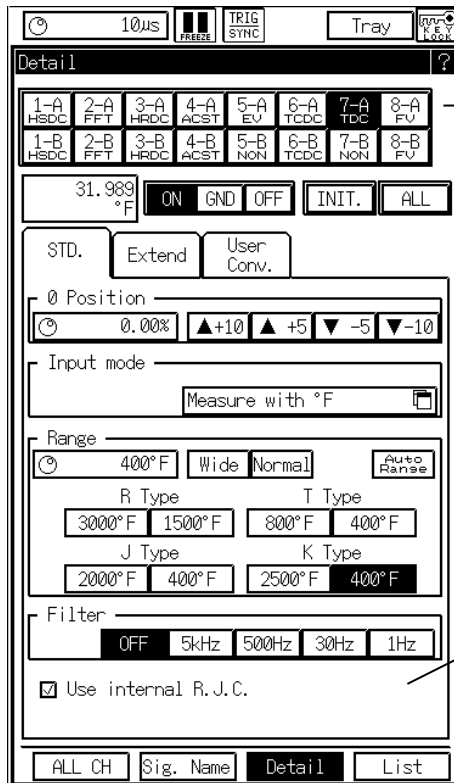 10μs FREEZE TRIG SYNC Tray KEY LOCK
Detail ?
1-A HSDC 2-A FFT 3-A HRDC 4-A ACST 5-A EV 6-A TCDC 7-A TDC 8-A FV
1-B HSDC 2-B FFT 3-B HRDC 4-B ACST 5-B NON 6-B TCDC 7-B NON 8-B FV
31.989 °F ON GND OFF INIT. ALL
STD. Extend User Conv.
0 Position
0.00% ▲+10 ▲ +5 ▼ -5 ▼-10
Input mode
Measure with °F
Range
400°F Wide Normal Auto Range
R Type T Type
3000°F 1500°F 800°F 400°F
J Type K Type
2000°F 400°F 2500°F 400°F
Filter
OFF 5kHz 500Hz 30Hz 1Hz
☑ Use internal R.J.C.
ALL CH Sig. Name Detail List